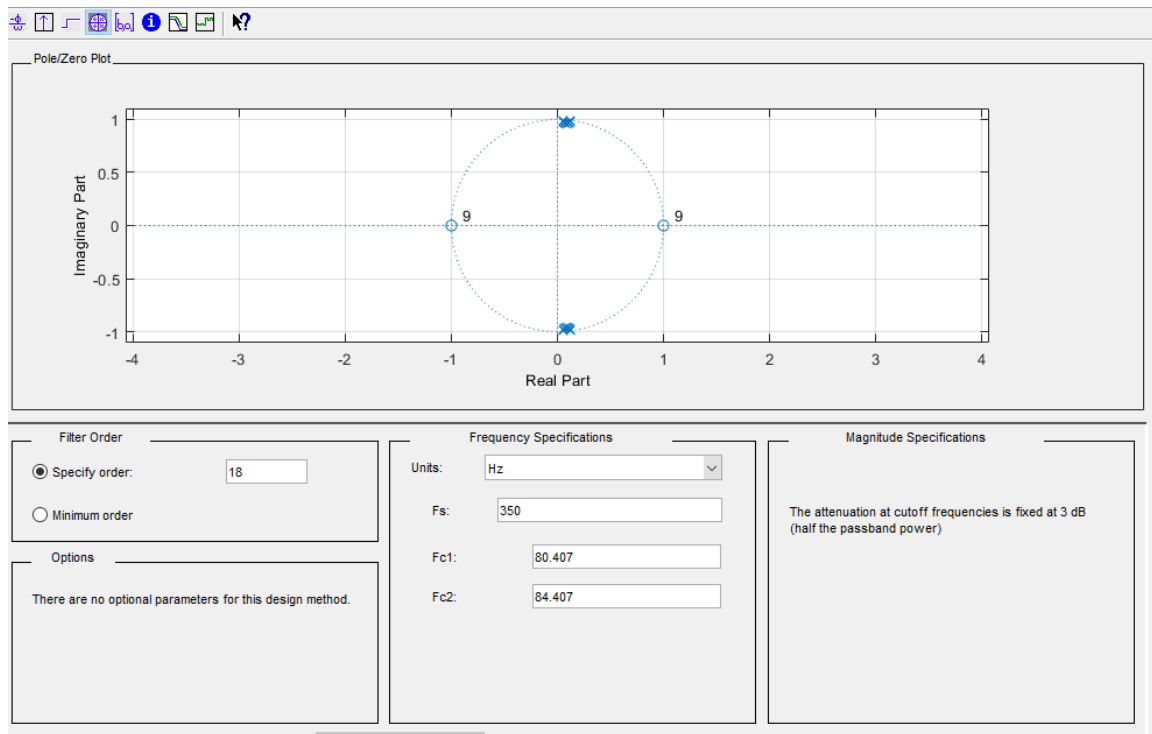 [b,a]
i
?
Pole/Zero Plot
1
0.5
0
-0.5
-1
Imaginary Part
9
9
-4
-3
-2
-1
0
1
2
3
4
Real Part
Filter Order
Specify order:
18
Minimum order
Options
There are no optional parameters for this design method.
Frequency Specifications
Units:
Hz
Fs:
350
Fc1:
80.407
Fc2:
84.407
Magnitude Specifications
The attenuation at cutoff frequencies is fixed at 3 dB
(half the passband power)